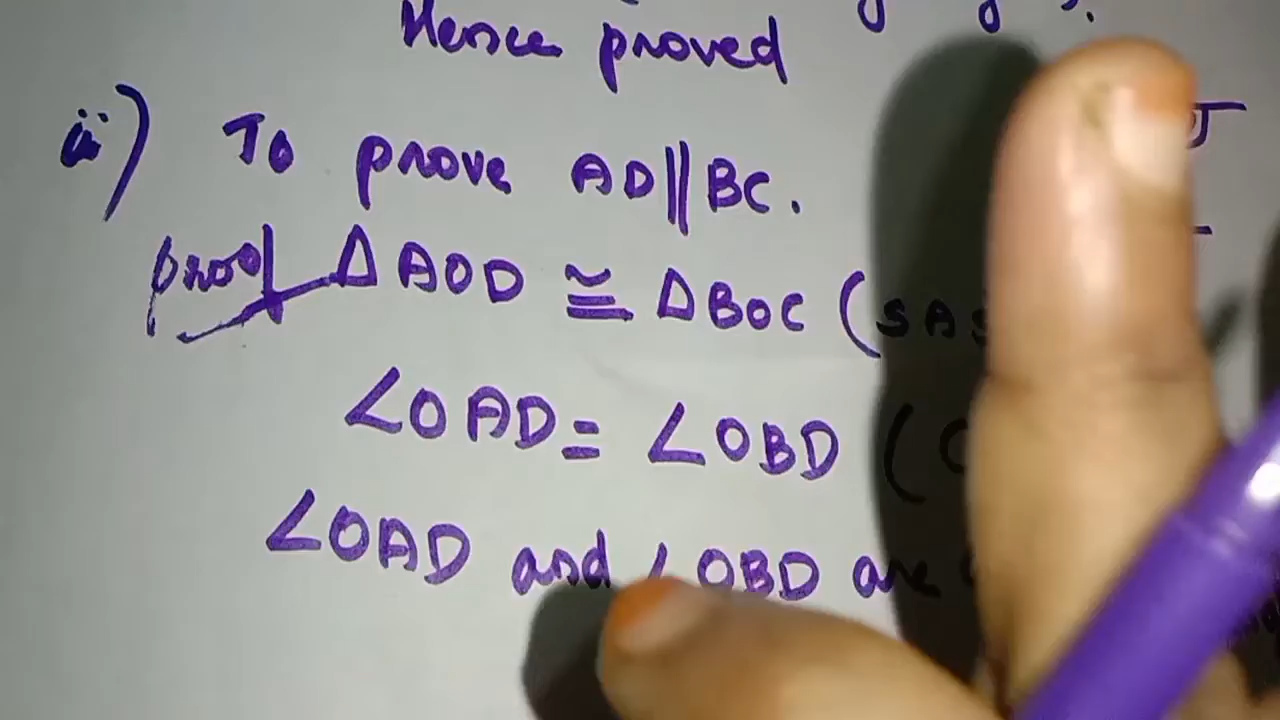 Hence proved
ii) To prove AD||BC.
proof ΔAOD ≅ ΔBOC (SAS
∠OAD = ∠OBD (C
∠OAD and ∠OBD are